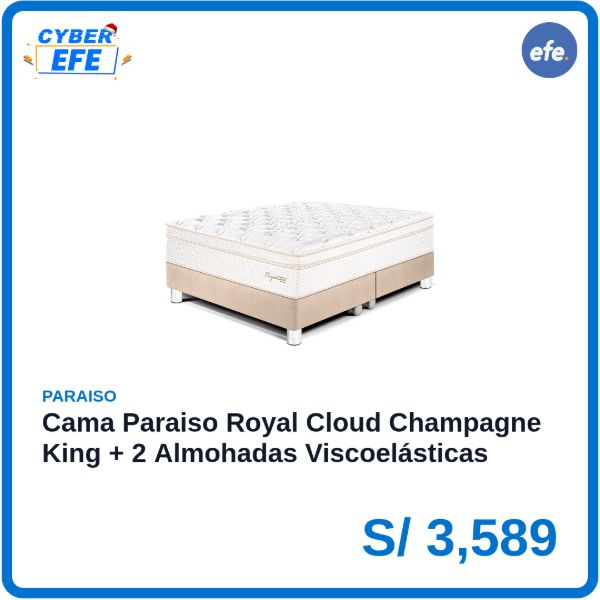 CYBER
EFE
efe.
PARAISO
Cama Paraiso Royal Cloud Champagne
King + 2 Almohadas Viscoelásticas
S/ 3,589